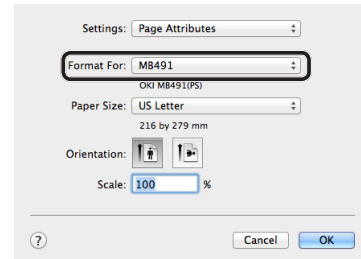 Settings: Page Attributes
Format For: MB491
OKI MB491(PS)
Paper Size: US Letter
216 by 279 mm
Orientation:
Scale: 100 %
? Cancel OK